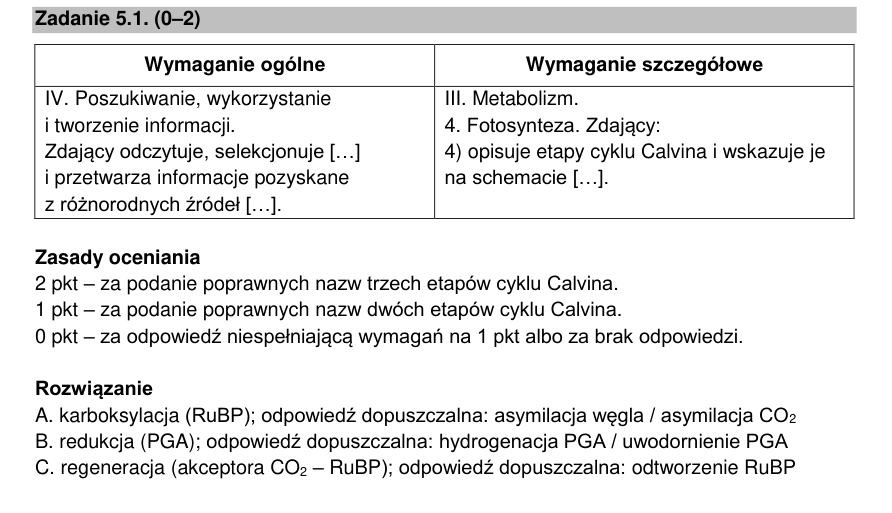 Zadanie 5.1. (0–2)
Wymaganie ogólne
Wymaganie szczegółowe
IV. Poszukiwanie, wykorzystanie
i tworzenie informacji.
Zdający odczytuje, selekcjonuje […]
i przetwarza informacje pozyskane
z różnorodnych źródeł […].
III. Metabolizm.
4. Fotosynteza. Zdający:
4) opisuje etapy cyklu Calvina i wskazuje je
na schemacie […].
Zasady oceniania
2 pkt – za podanie poprawnych nazw trzech etapów cyklu Calvina.
1 pkt – za podanie poprawnych nazw dwóch etapów cyklu Calvina.
0 pkt – za odpowiedź niespełniającą wymagań na 1 pkt albo za brak odpowiedzi.
Rozwiązanie
A. karboksylacja (RuBP); odpowiedź dopuszczalna: asymilacja węgla / asymilacja CO₂
B. redukcja (PGA); odpowiedź dopuszczalna: hydrogenacja PGA / uwodornienie PGA
C. regeneracja (akceptora CO₂ – RuBP); odpowiedź dopuszczalna: odtworzenie RuBP